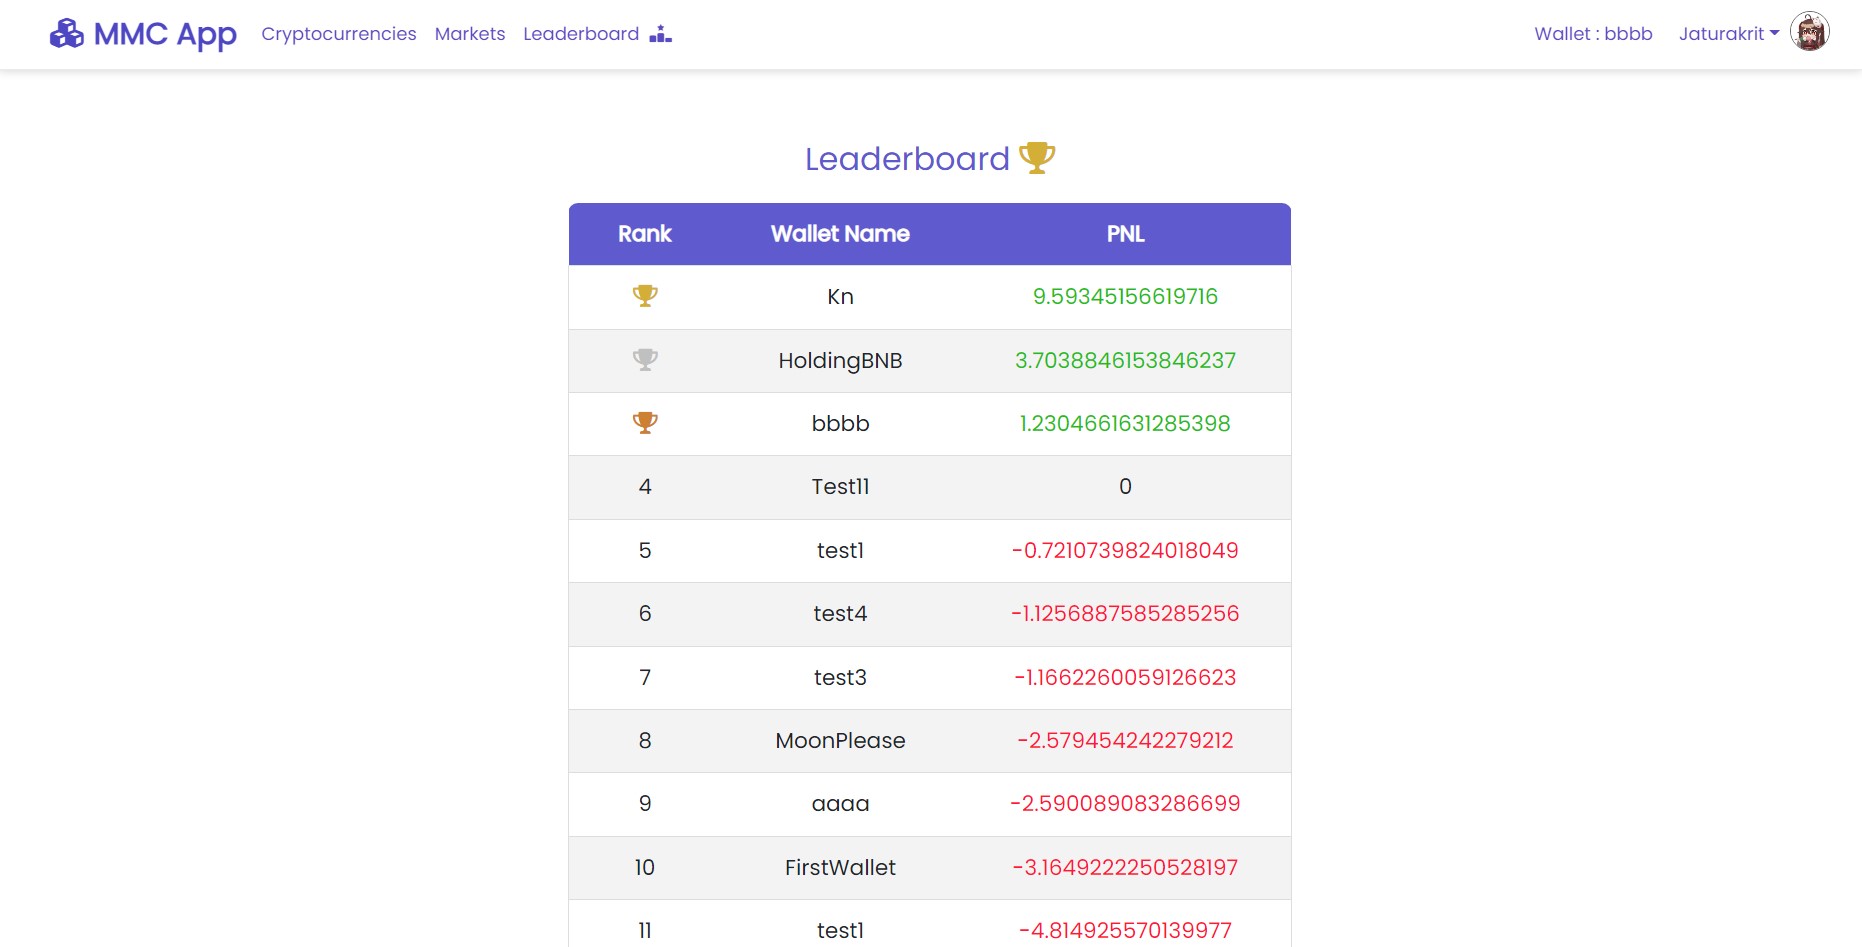 MMC App Cryptocurrencies Markets Leaderboard Wallet : bbbb Jaturakrit
Leaderboard
Rank Wallet Name PNL
Kn 9.59345156619716
HoldingBNB 3.7038846153846237
bbbb 1.2304661631285398
4 Test11 0
5 test1 -0.7210739824018049
6 test4 -1.1256887585285256
7 test3 -1.1662260059126623
8 MoonPlease -2.579454242279212
9 aaaa -2.590089083286699
10 FirstWallet -3.1649222250528197
11 test1 -4.814925570139977